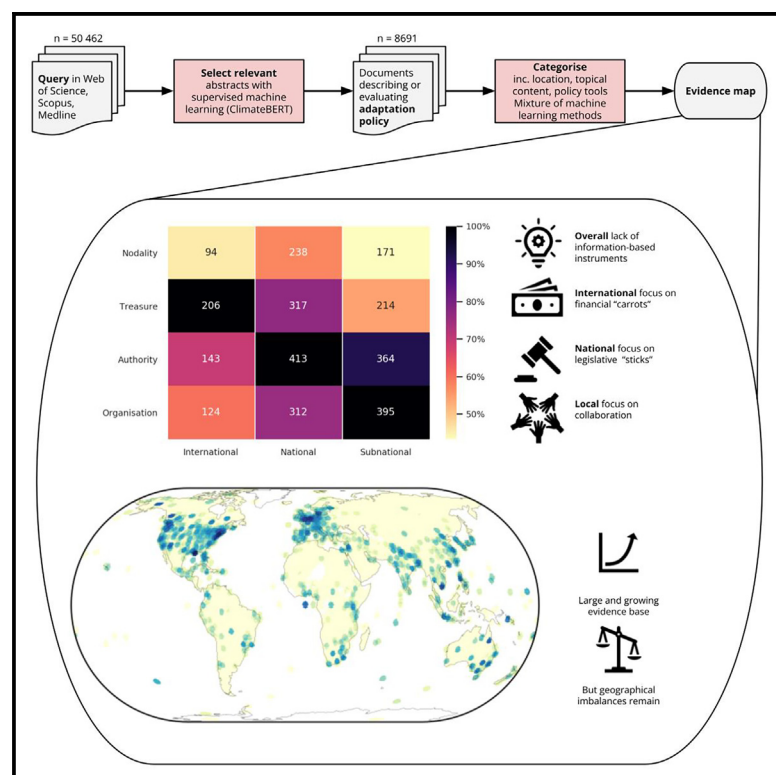 n = 50 462
Query in Web
of Science,
Scopus,
Medline
Select relevant
abstracts with
supervised machine
learning (ClimateBERT)
n = 8691
Documents
describing or
evaluating
adaptation
policy
Categorise
inc. location, topical
content, policy tools
Mixture of machine
learning methods
Evidence map
Nodality
94
238
171
Treasure
206
317
214
Authority
143
413
364
Organisation
124
312
395
International
National
Subnational
100%
90%
80%
70%
60%
50%
Overall lack of
information-based
instruments
International focus on
financial “carrots”
National focus on
legislative “sticks”
Local focus on
collaboration
Large and growing
evidence base
But geographical
imbalances remain